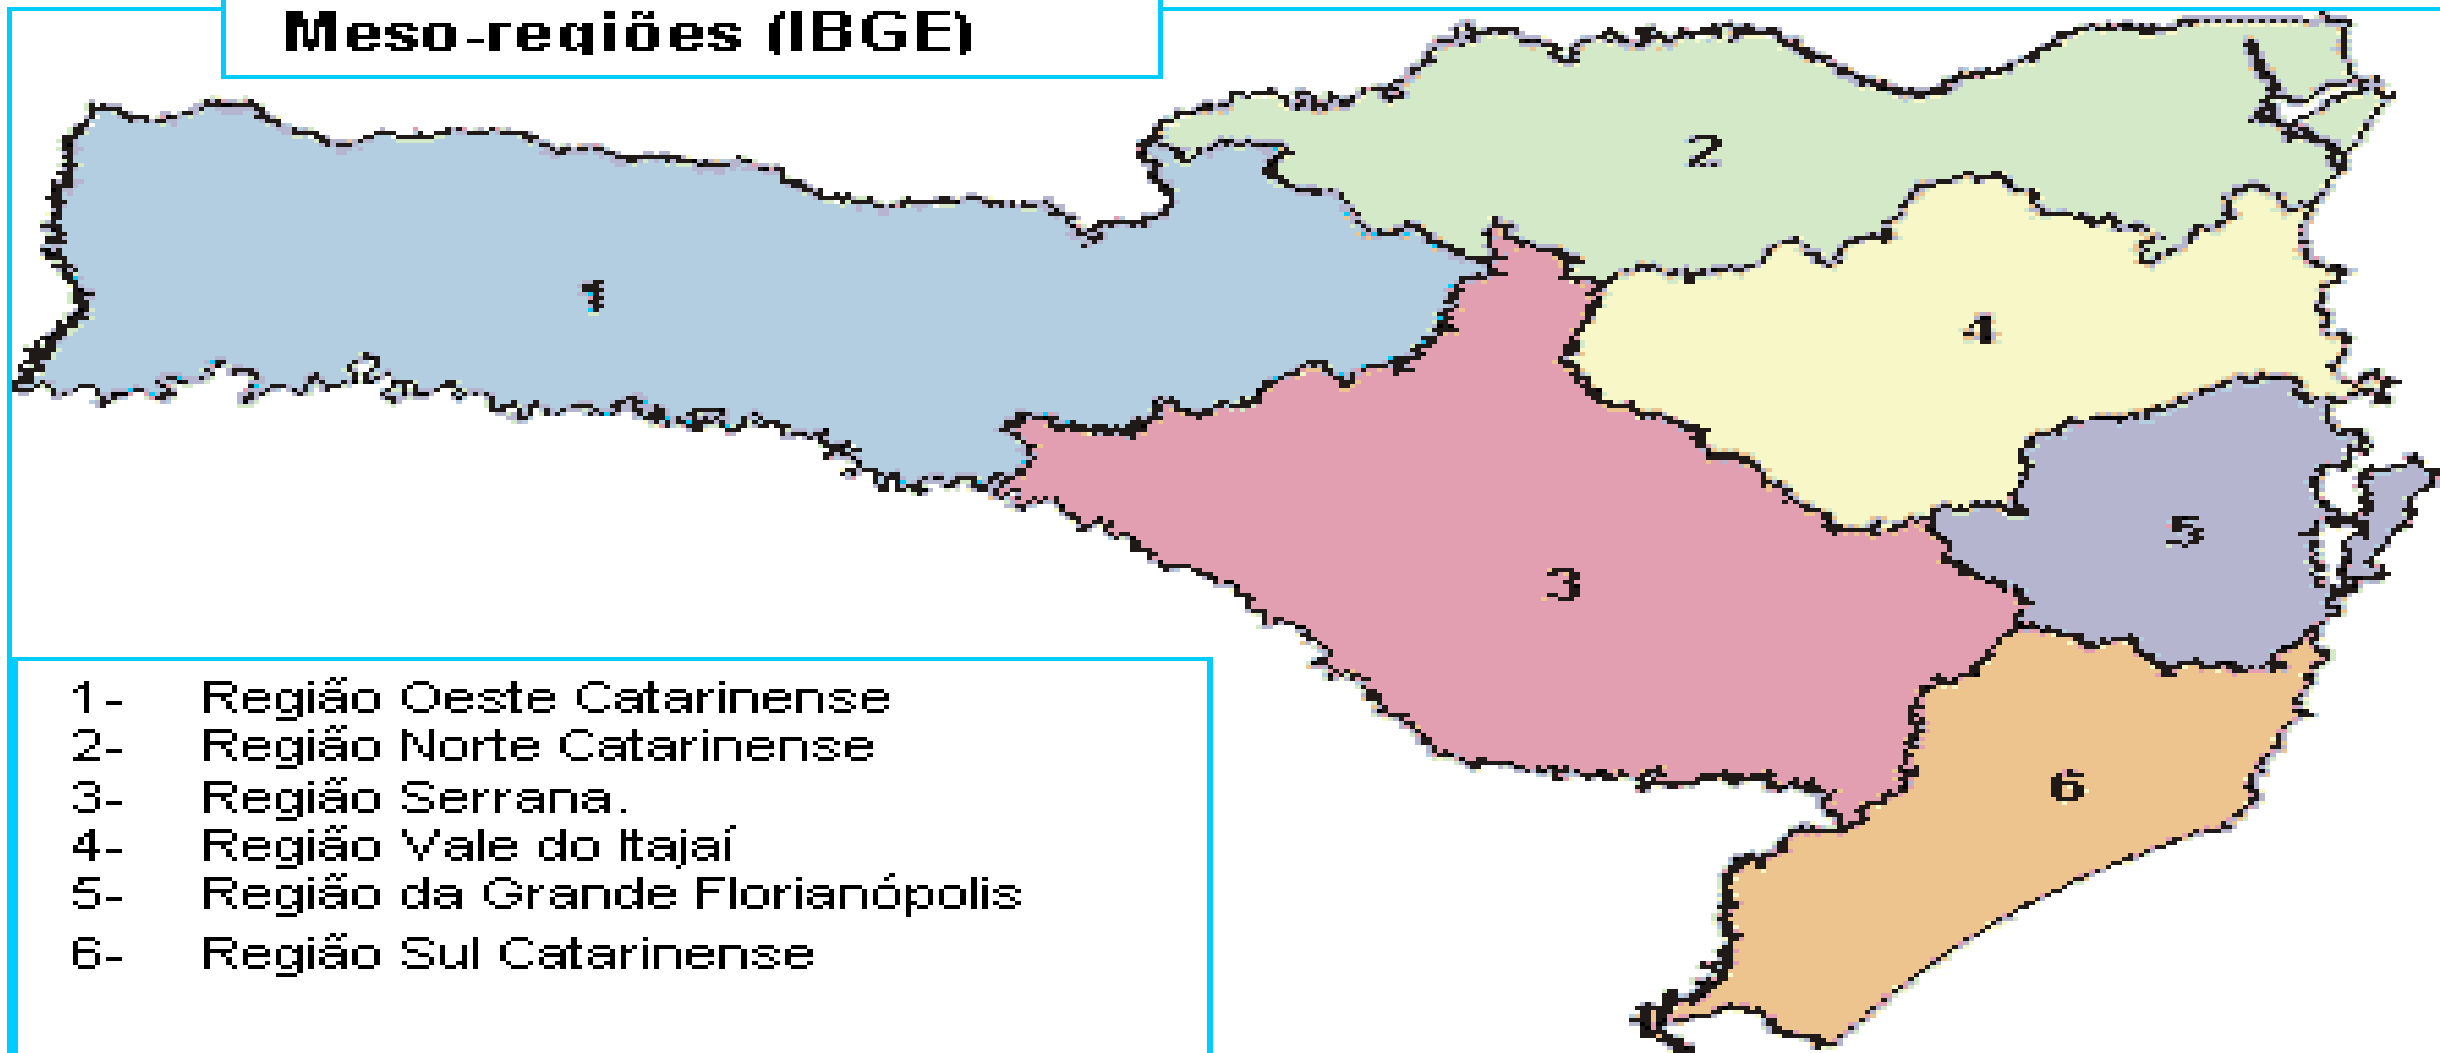 Meso-regiões (IBGE)
2
1
4
5
3
6
1- Região Oeste Catarinense
2- Região Norte Catarinense
3- Região Serrana.
4- Região Vale do Itajaí
5- Região da Grande Florianópolis
6- Região Sul Catarinense